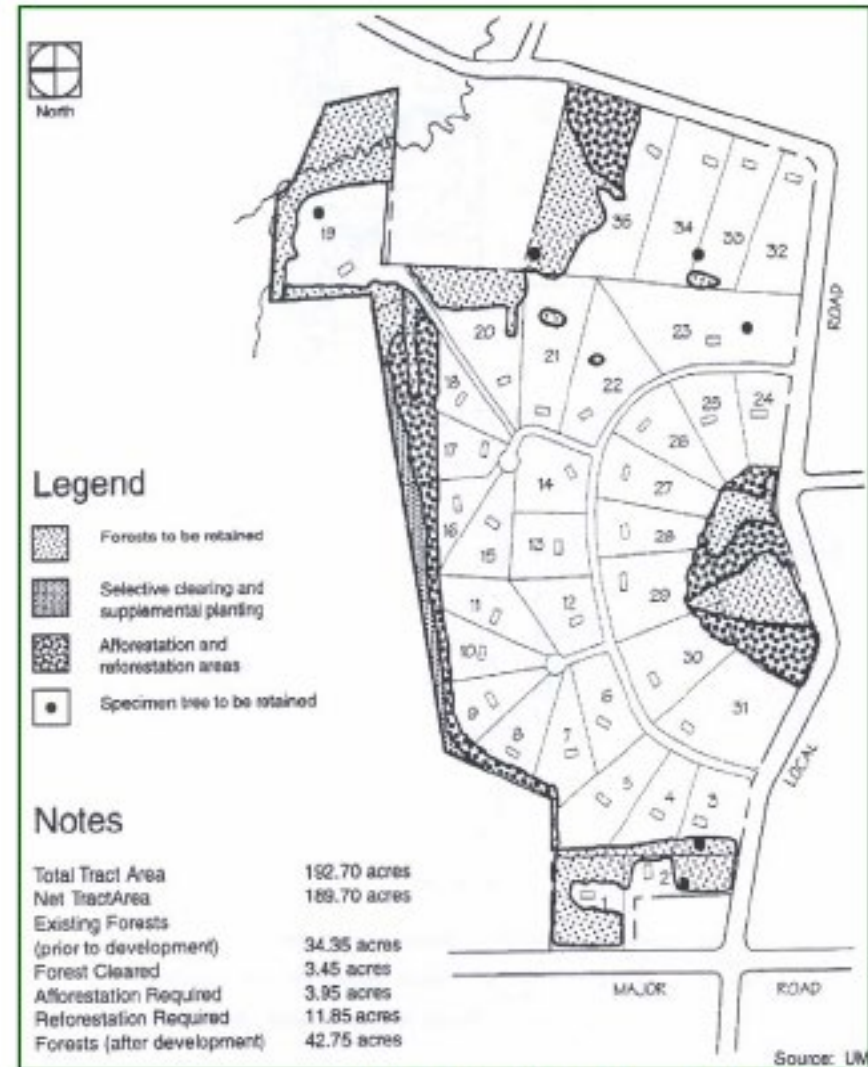 North
19
36
34
33
32
ROAD
20
21
22
23
18
25
24
26
17
14
27
16
15
13
28
29
11
12
10
30
31
9
8
7
6
5
4
3
2
1
LOCAL
Legend
Forests to be retained
Selective clearing and
supplemental planting
Afforestation and
reforestation areas
Specimen tree to be retained
Notes
Total Tract Area 192.70 acres
Net TractArea 189.70 acres
Existing Forests
(prior to development) 34.35 acres
Forest Cleared 3.45 acres
Afforestation Required 3.95 acres
Reforestation Required 11.85 acres
Forests (after development) 42.75 acres
MAJOR ROAD
Source: UM